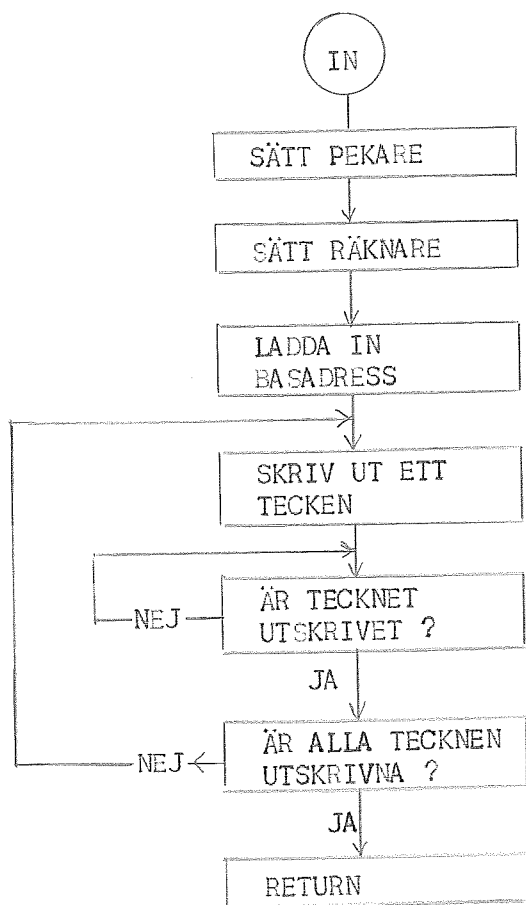 IN
SÄTT PEKARE
SÄTT RÄKNARE
LADDA IN
BASADRESS
SKRIV UT ETT
TECKEN
ÄR TECKNET
UTSKRIVET ?
NEJ
JA
ÄR ALLA TECKNEN
UTSKRIVNA ?
NEJ
JA
RETURN